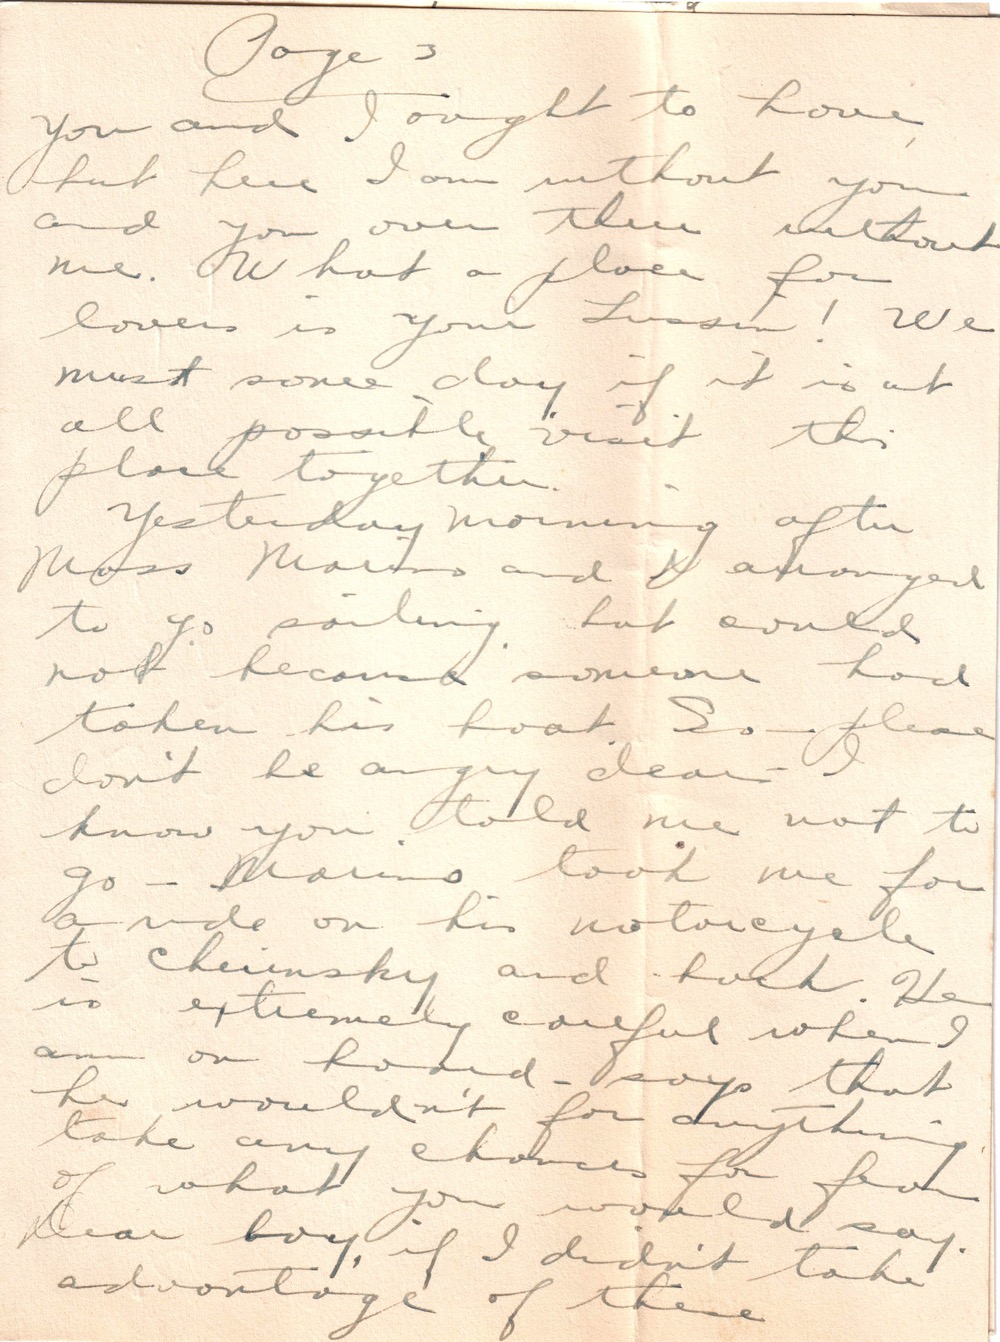 Page 3
you and I ought to have,
but here I am without you
and you over there without
me. What a place for
lovers is your Lussin! We
must some day if it is at
all possible, visit this
place together.
Yesterday morning after
Mass Marino and I arranged
to go sailing but could
not because someone had
taken his boat. So - please
don't be angry dear - I
know you told me not to
go - Marino took me for
a ride on his motorcycle
to and back. He
is extremely careful when I
am on board - says that
he wouldn't for anything
take any chances for fear
of what you would say.
Dear boy, if I didn't take
advantage of these